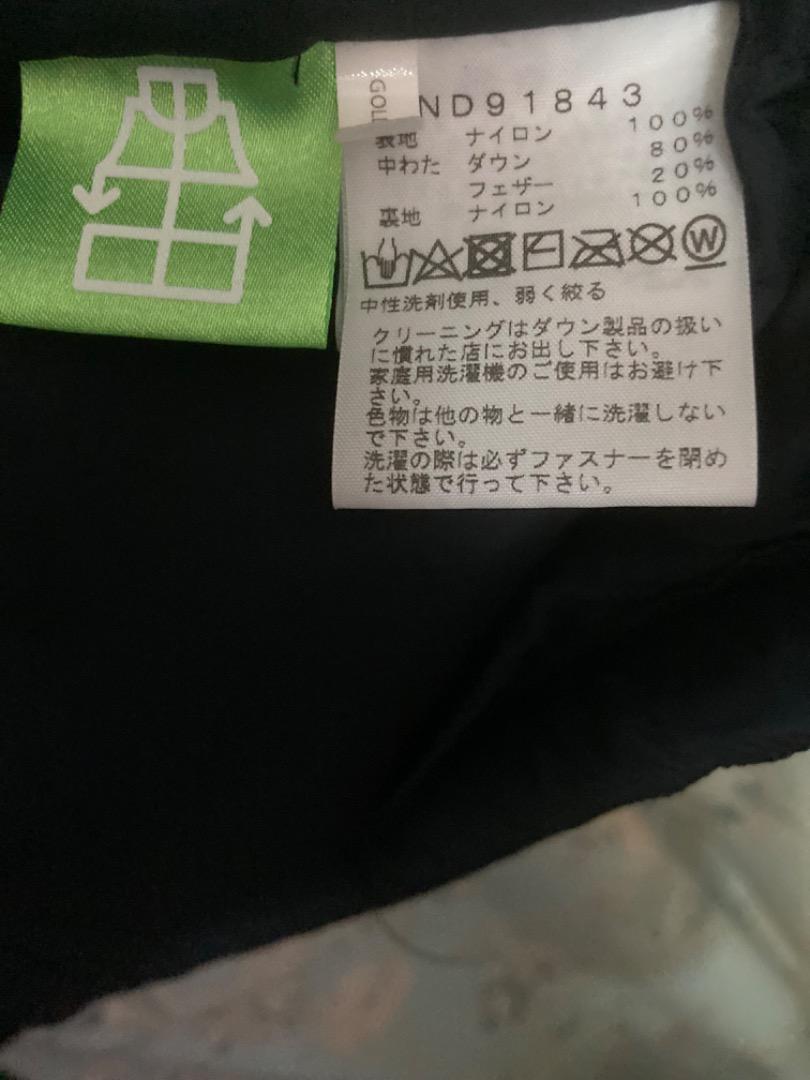 GOL
ND91843
表地 ナイロン 100%
中わた ダウン 80%
フェザー 20%
裏地 ナイロン 100%
W
中性洗剤使用、弱く絞る
クリーニングはダウン製品の扱い
に慣れた店にお出し下さい。
家庭用洗濯機のご使用はお避け下
さい。
色物は他の物と一緒に洗濯しない
で下さい。
洗濯の際は必ずファスナーを閉め
た状態で行って下さい。